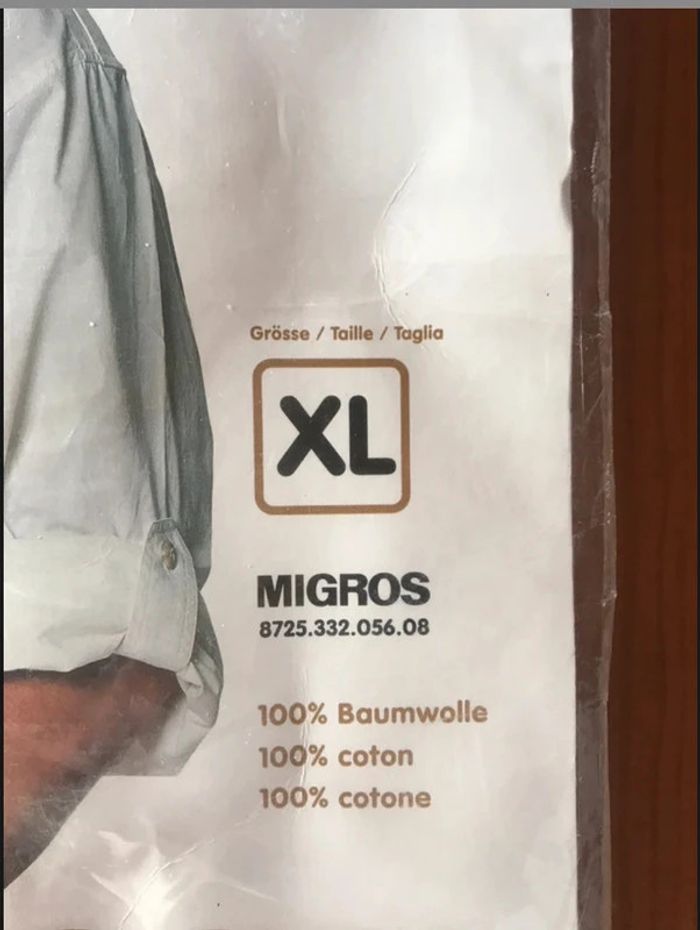 Grösse / Taille / Taglia
XL
MIGROS
8725.332.056.08
100% Baumwolle
100% coton
100% cotone